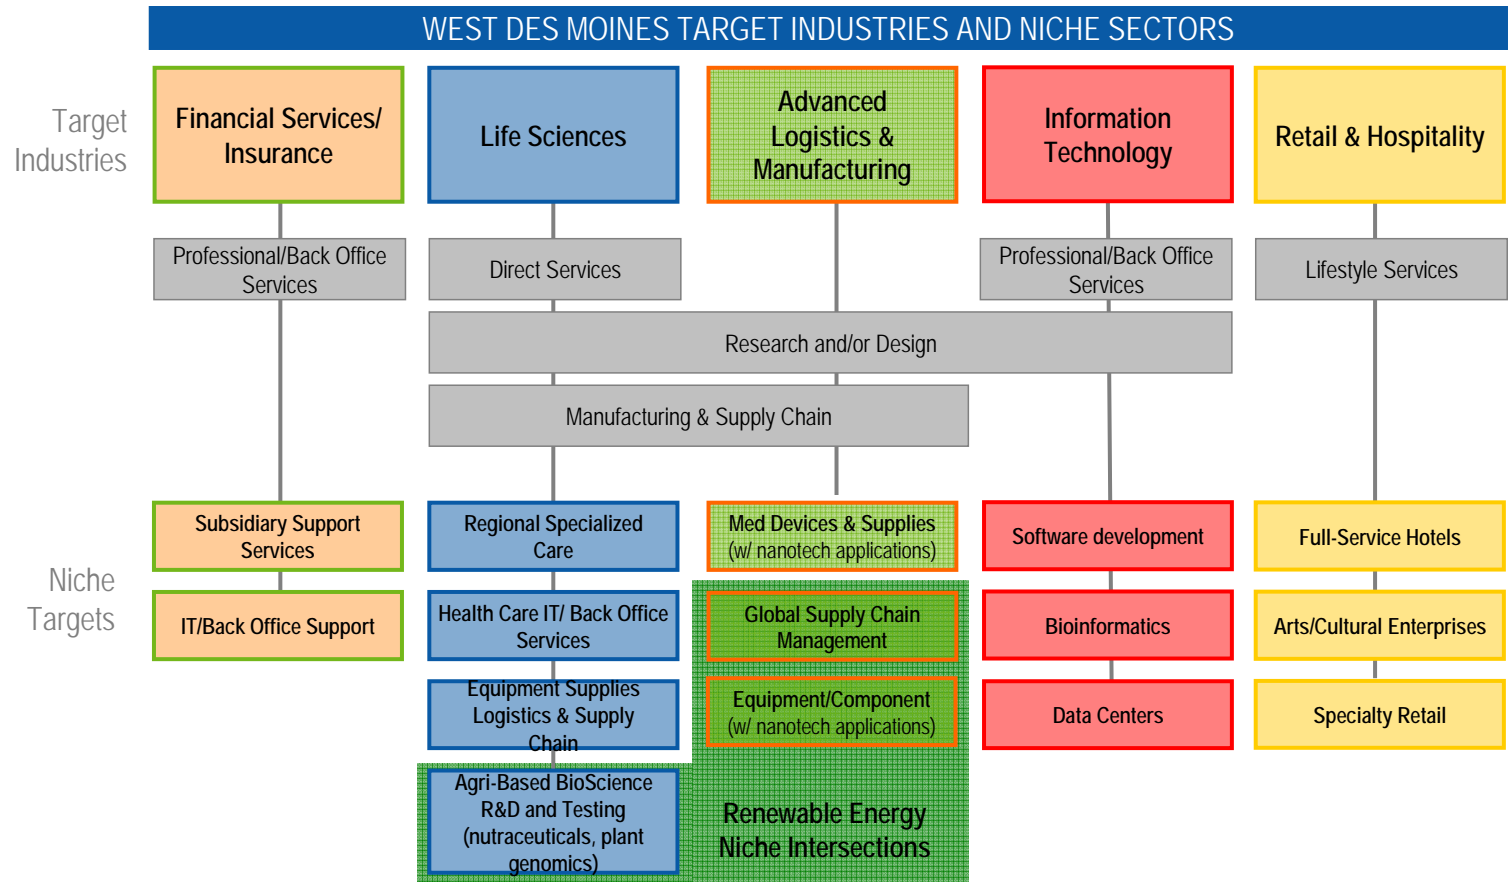 WEST DES MOINES TARGET INDUSTRIES AND NICHE SECTORS
Target
Industries
Financial Services/
Insurance
Life Sciences
Advanced
Logistics &
Manufacturing
Information
Technology
Retail & Hospitality
Professional/Back Office
Services
Direct Services
Professional/Back Office
Services
Lifestyle Services
Research and/or Design
Manufacturing & Supply Chain
Niche
Targets
Subsidiary Support
Services
Regional Specialized
Care
Med Devices & Supplies
(w/ nanotech applications)
Software development
Full-Service Hotels
IT/Back Office Support
Health Care IT/ Back Office
Services
Global Supply Chain
Management
Bioinformatics
Arts/Cultural Enterprises
Equipment Supplies
Logistics & Supply
Chain
Equipment/Component
(w/ nanotech applications)
Data Centers
Specialty Retail
Agri-Based BioScience
R&D and Testing
(nutraceuticals, plant
genomics)
Renewable Energy
Niche Intersections